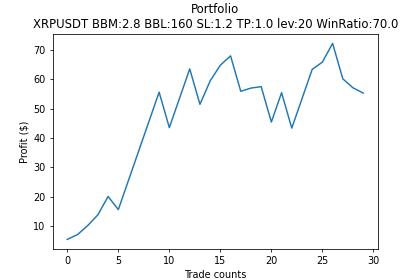 Portfolio
XRPUSDT BBM:2.8 BBL:160 SL:1.2 TP:1.0 lev:20 WinRatio:70.0
70
60
50
40
30
20
10
Profit ($)
0 5 10 15 20 25 30
Trade counts